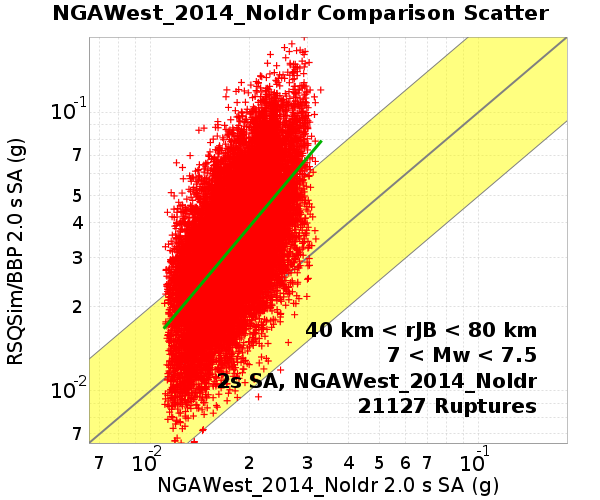 NGAWest_2014_NoIdr Comparison Scatter
RSQSim/BBP 2.0 s SA (g)
10-1
7
5
4
3
2
10-2
7
40 km < rJB < 80 km
7 < Mw < 7.5
2s SA, NGAWest_2014_NoIdr
21127 Ruptures
7 10-2 2 3 4 5 6 7 10-1
NGAWest_2014_NoIdr 2.0 s SA (g)